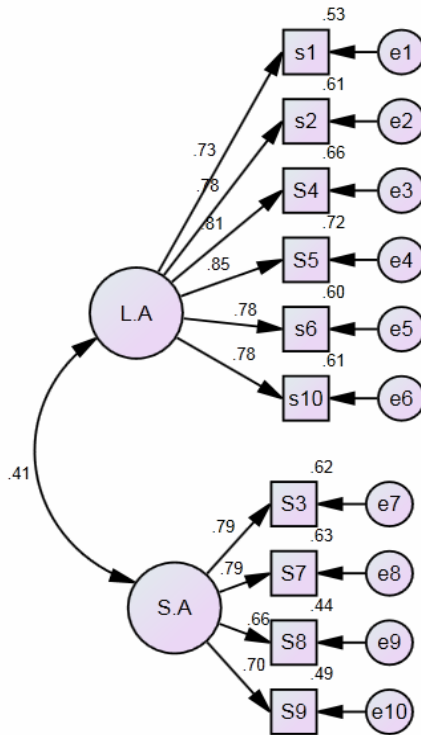 .53
s1
e1
.61
s2
e2
.73
.66
.78
S4
e3
.81
.72
.85
S5
e4
L.A
.60
.78
s6
e5
.61
.78
s10
e6
.41
.62
S3
e7
.79
.63
.79
S7
e8
S.A
.44
.66
S8
e9
.70
.49
S9
e10